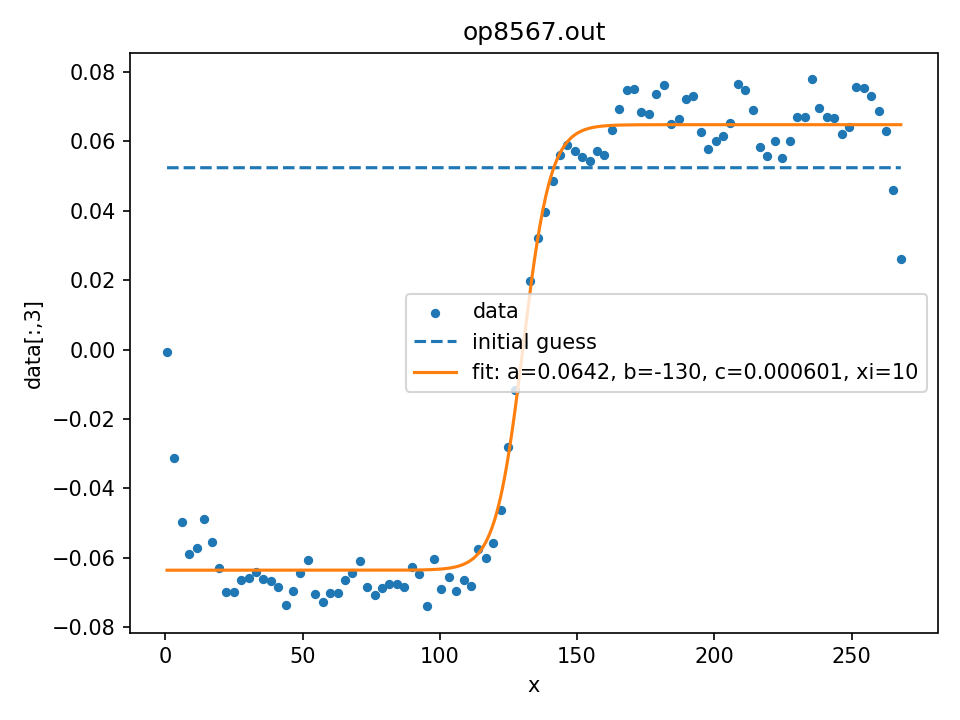 op8567.out
data[:,3]
0.08
0.06
0.04
0.02
0.00
−0.02
−0.04
−0.06
−0.08
data
initial guess
fit: a=0.0642, b=-130, c=0.000601, xi=10
0 50 100 150 200 250
x